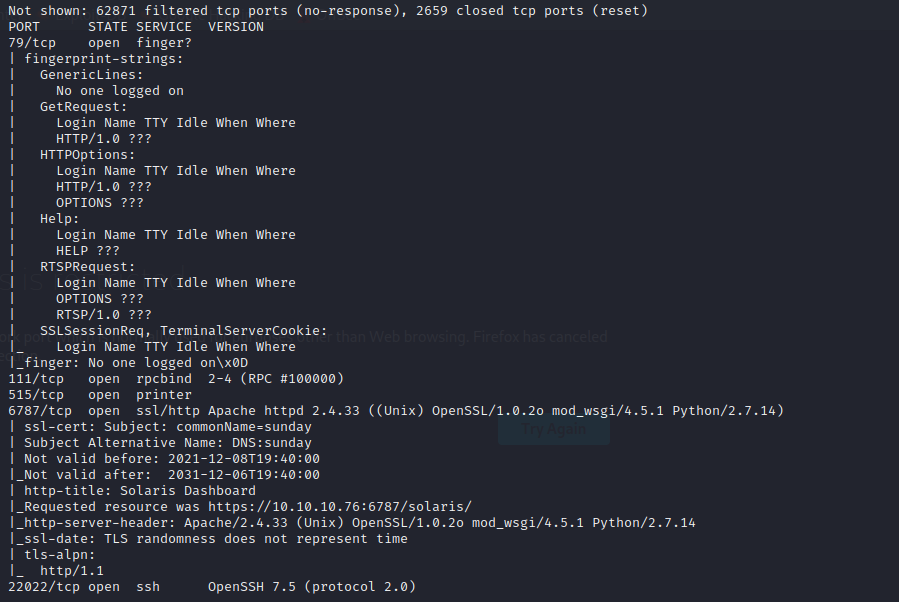 Not shown: 62871 filtered tcp ports (no-response), 2659 closed tcp ports (reset)
PORT      STATE SERVICE  VERSION
79/tcp    open  finger?
| fingerprint-strings:
|   GenericLines:
|     No one logged on
|   GetRequest:
|     Login Name TTY Idle When Where
|     HTTP/1.0 ???
|   HTTPOptions:
|     Login Name TTY Idle When Where
|     HTTP/1.0 ???
|     OPTIONS ???
|   Help:
|     Login Name TTY Idle When Where
|     HELP ???
|   RTSPRequest:
|     Login Name TTY Idle When Where
|     OPTIONS ???
|     RTSP/1.0 ???
|   SSLSessionReq, TerminalServerCookie:
other than Web browsing. Firefox has canceled
|_    Login Name TTY Idle When Where
|_finger: No one logged on\x0D
111/tcp   open  rpcbind  2-4 (RPC #100000)
515/tcp   open  printer
6787/tcp  open  ssl/http Apache httpd 2.4.33 ((Unix) OpenSSL/1.0.2o mod_wsgi/4.5.1 Python/2.7.14)
| ssl-cert: Subject: commonName=sunday
Try Again
| Subject Alternative Name: DNS:sunday
| Not valid before: 2021-12-08T19:40:00
|_Not valid after:  2031-12-06T19:40:00
| http-title: Solaris Dashboard
|_Requested resource was https://10.10.10.76:6787/solaris/
|_http-server-header: Apache/2.4.33 (Unix) OpenSSL/1.0.2o mod_wsgi/4.5.1 Python/2.7.14
|_ssl-date: TLS randomness does not represent time
| tls-alpn:
|_  http/1.1
22022/tcp open  ssh      OpenSSH 7.5 (protocol 2.0)